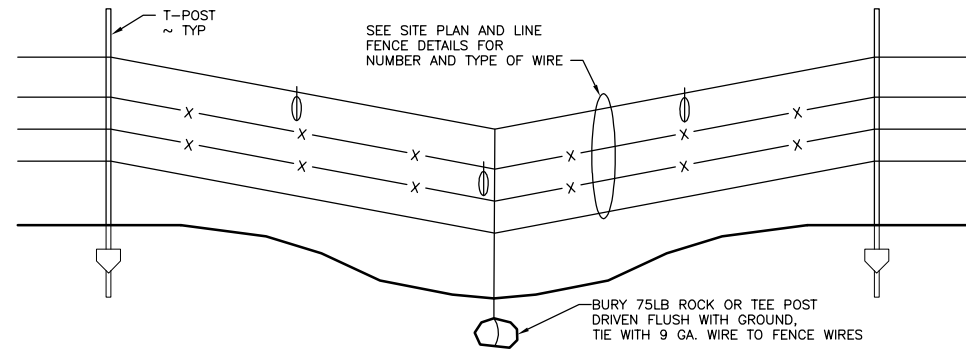 T-POST
~ TYP
SEE SITE PLAN AND LINE
FENCE DETAILS FOR
NUMBER AND TYPE OF WIRE
BURY 75LB ROCK OR TEE POST
DRIVEN FLUSH WITH GROUND,
TIE WITH 9 GA. WIRE TO FENCE WIRES